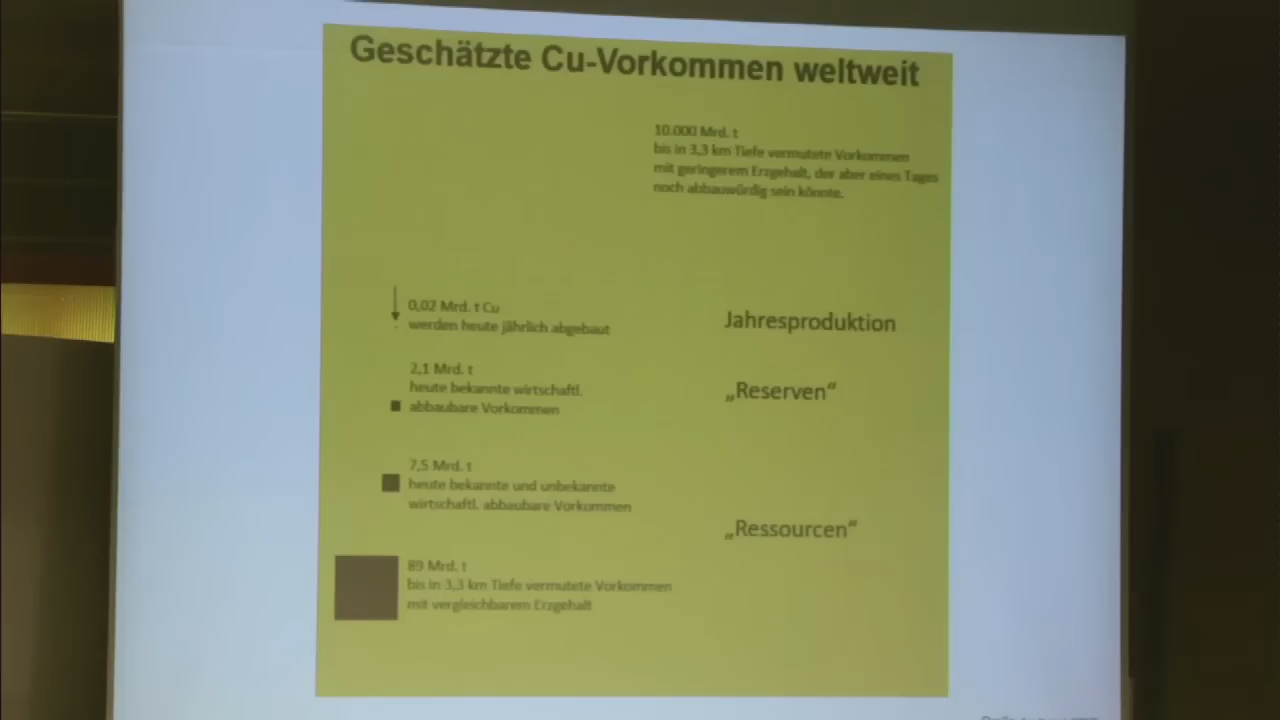 Geschätzte Cu-Vorkommen weltweit
10.000 Mrd. t
bis in 3,3 km Tiefe vermutete Vorkommen
mit geringerem Erzgehalt, der aber eines Tages
noch abbauwürdig sein könnte.
0,02 Mrd. t Cu
werden heute jährlich abgebaut
Jahresproduktion
2,1 Mrd. t
heute bekannte wirtschaftl.
abbaubare Vorkommen
„Reserven“
7,5 Mrd. t
heute bekannte und unbekannte
wirtschaftl. abbaubare Vorkommen
„Ressourcen“
89 Mrd. t
bis in 3,3 km Tiefe vermutete Vorkommen
mit vergleichbarem Erzgehalt